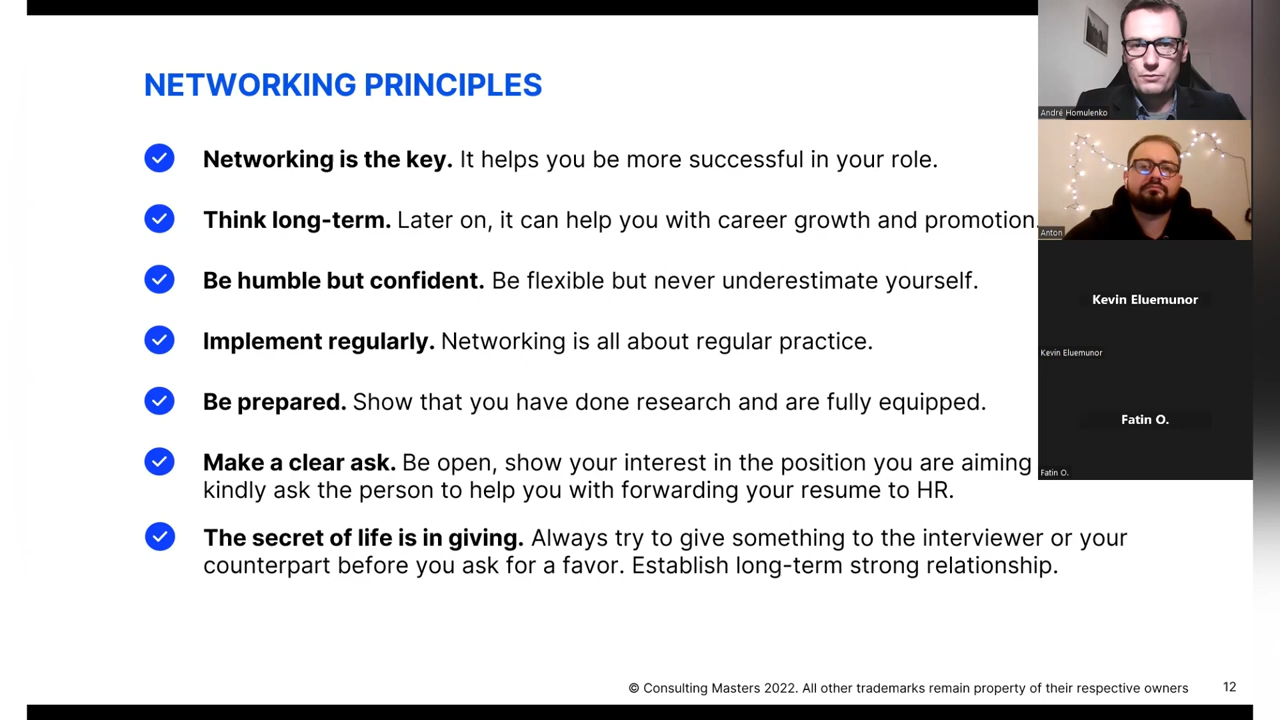 NETWORKING PRINCIPLES
Networking is the key. It helps you be more successful in your role.
Think long-term. Later on, it can help you with career growth and promotion.
Be humble but confident. Be flexible but never underestimate yourself.
Implement regularly. Networking is all about regular practice.
Be prepared. Show that you have done research and are fully equipped.
Make a clear ask. Be open, show your interest in the position you are aiming
kindly ask the person to help you with forwarding your resume to HR.
The secret of life is in giving. Always try to give something to the interviewer or your
counterpart before you ask for a favor. Establish long-term strong relationship.
© Consulting Masters 2022. All other trademarks remain property of their respective owners
12
André Homulenko
Anton
Kevin Eluemunor
Kevin Eluemunor
Fatin O.
Fatin O.